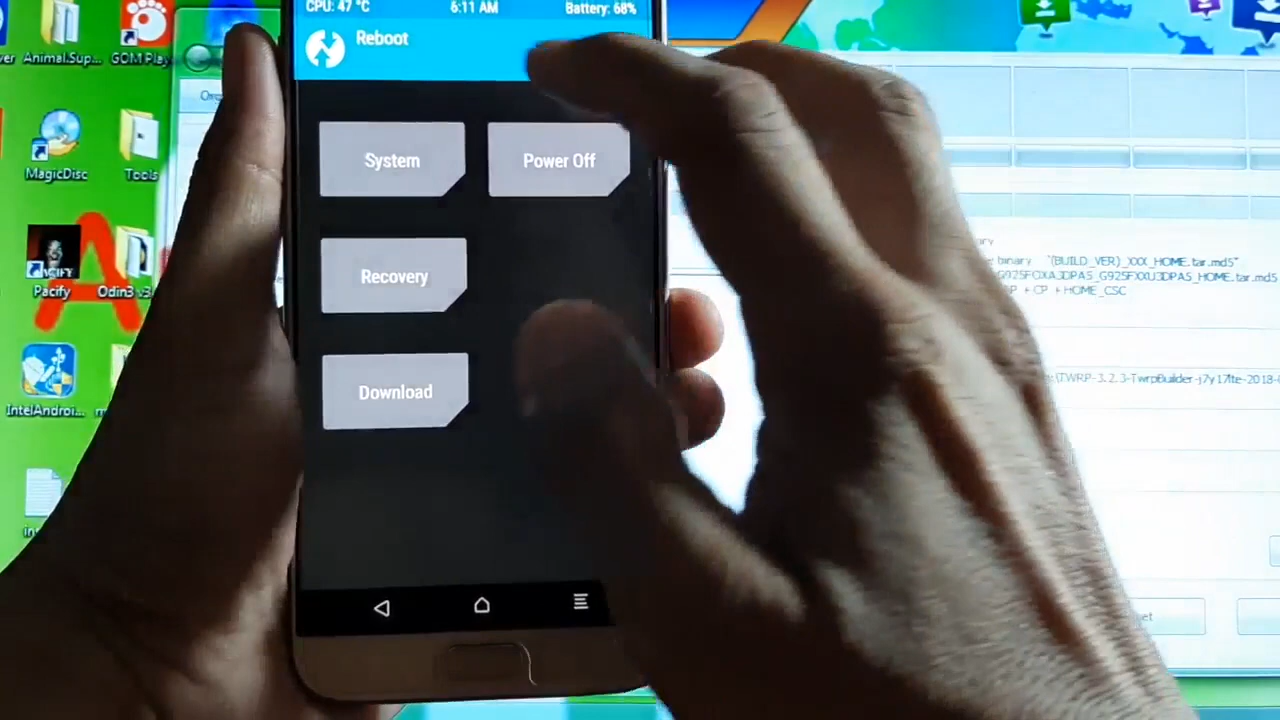 CPU: 47 °C
6:11 AM
Battery: 68%
Reboot
System
Power Off
Recovery
Download
Animal.Sup...
GOM Play
MagicDisc
Tools
Pacify
Odin3 v3
IntelAndroi...
binary "(BUILD_VER)_XXX_HOME.tar.md5"
G925FOXA3DPA5_G925FXXU3DPA5_HOME.tar.md5
P + CP + HOME_CSC
\TWRP-3.2.3-TwrpBuilder-j7y17lte-2018-